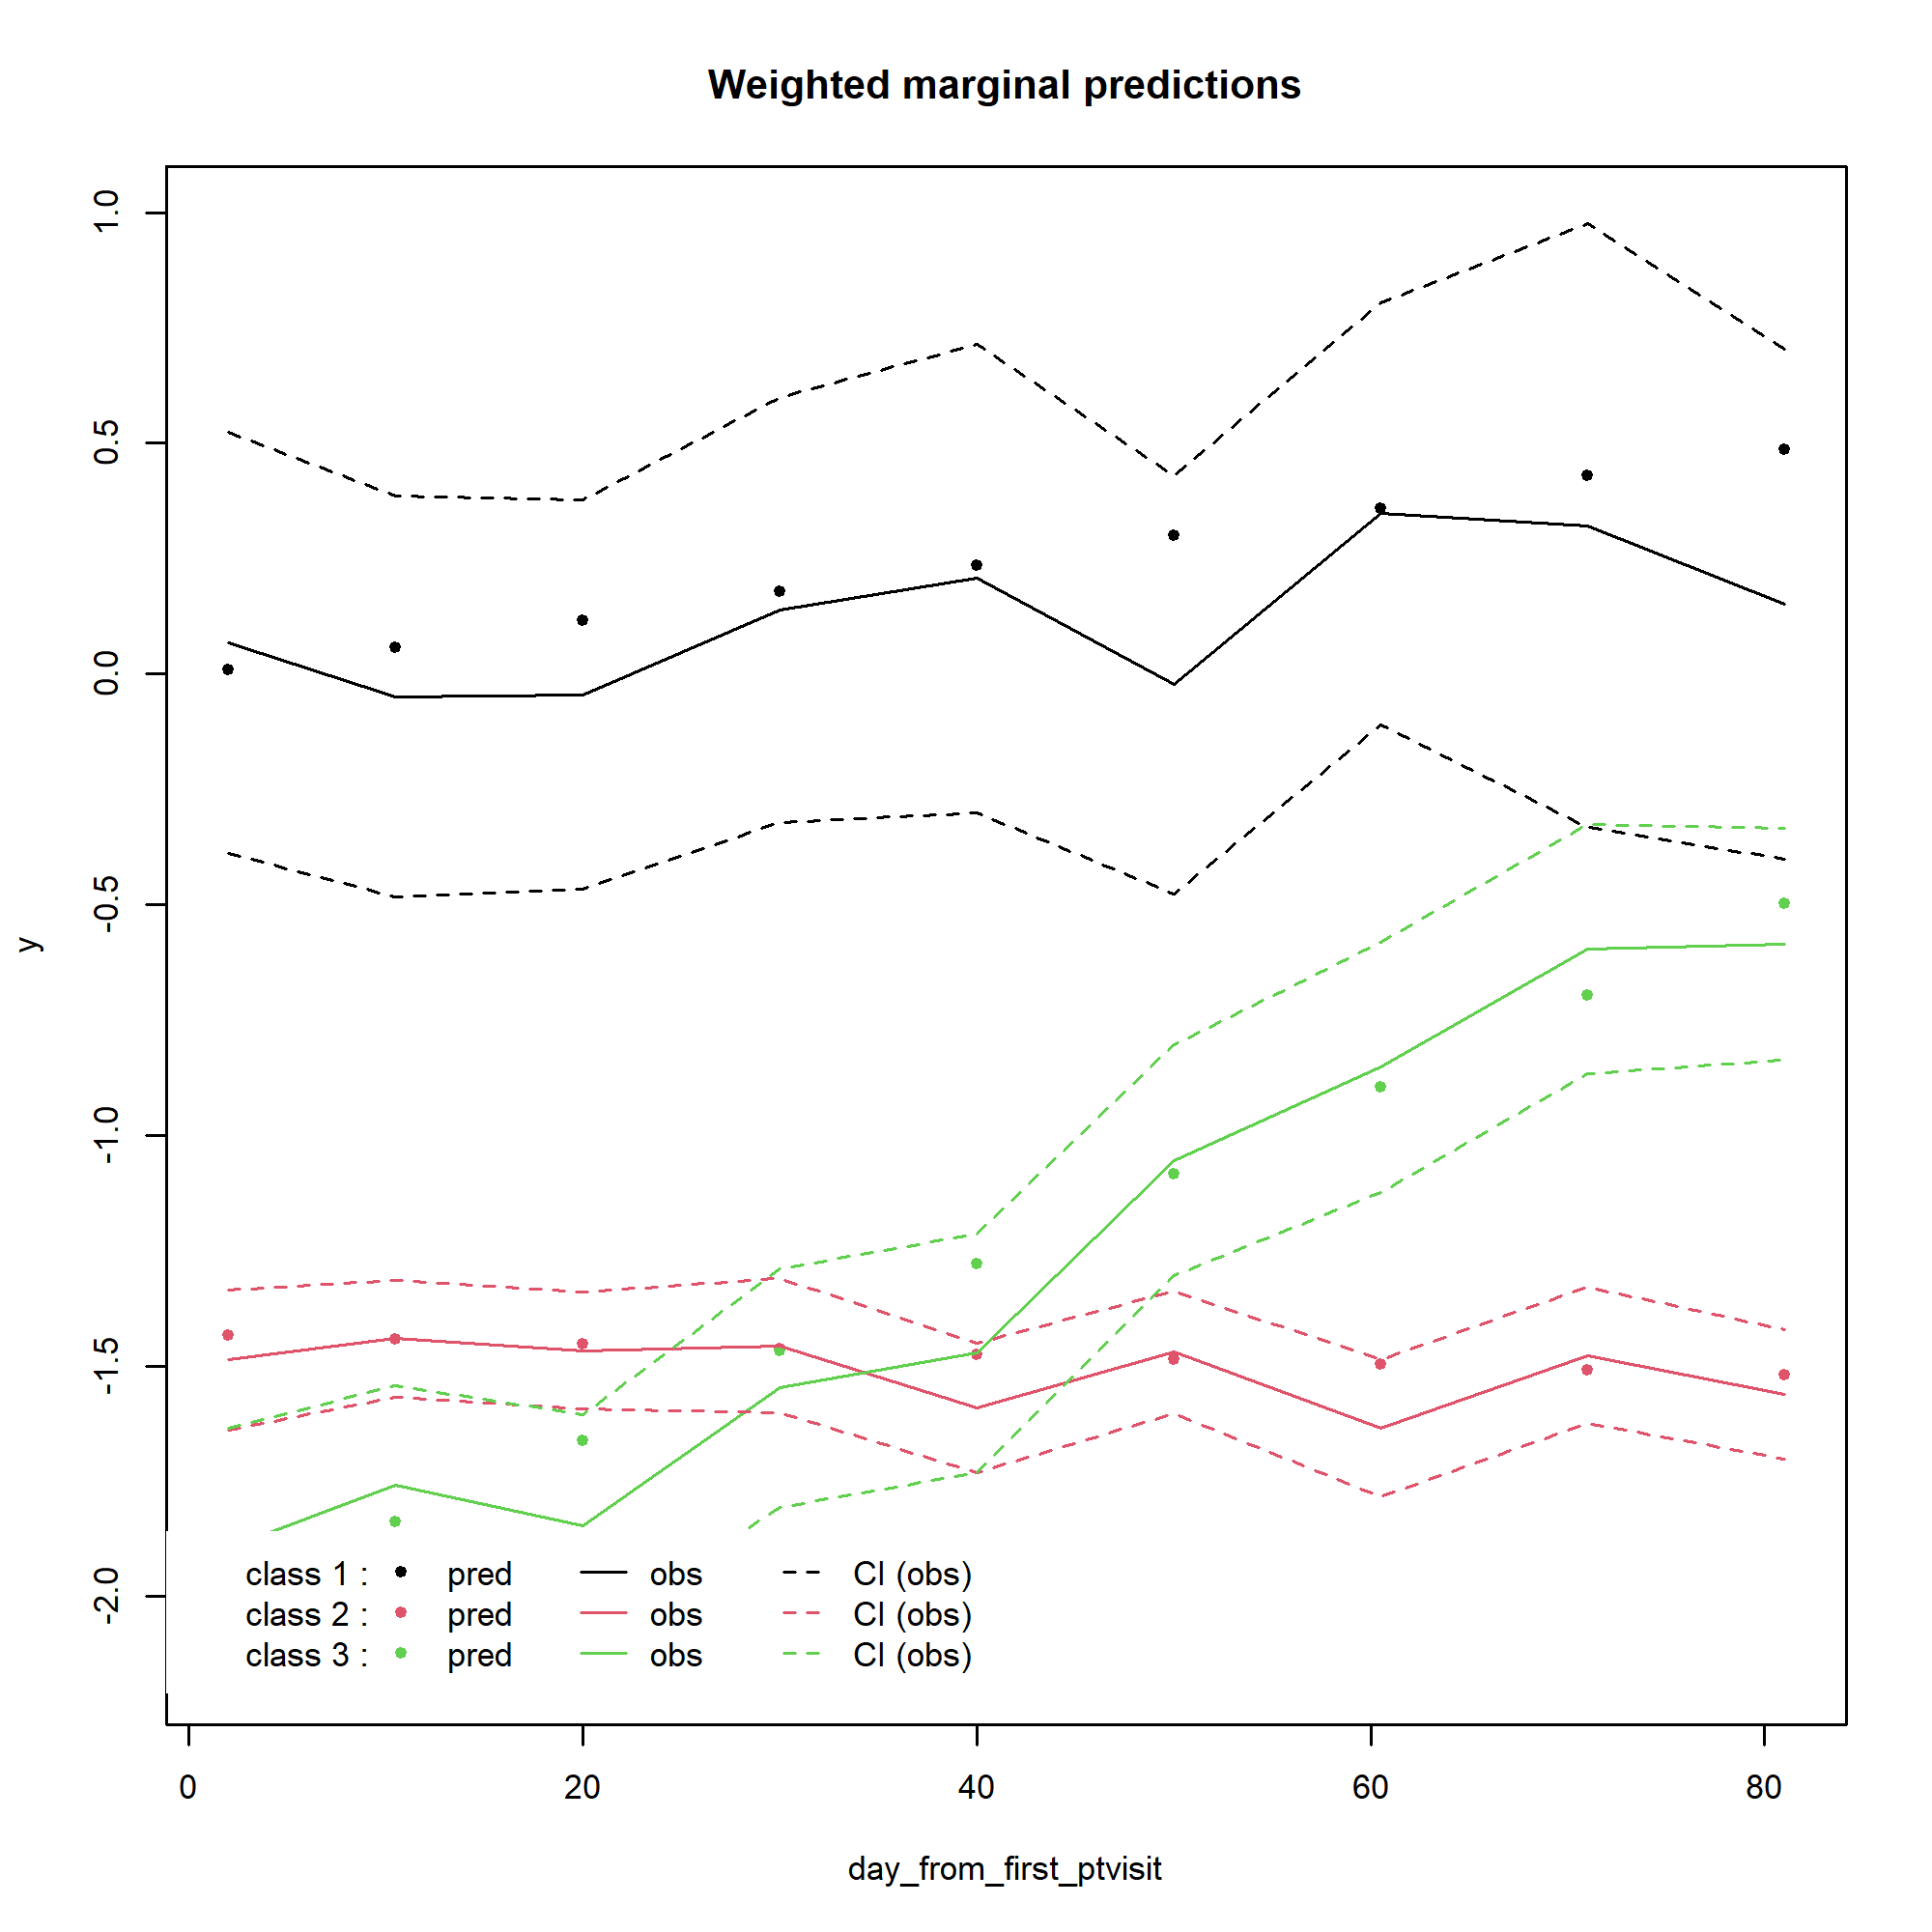 Weighted marginal predictions
1.0
0.5
0.0
-0.5
-1.0
-1.5
-2.0
y
class 1 : pred obs CI (obs)
class 2 : pred obs CI (obs)
class 3 : pred obs CI (obs)
0 20 40 60 80
day_from_first_ptvisit